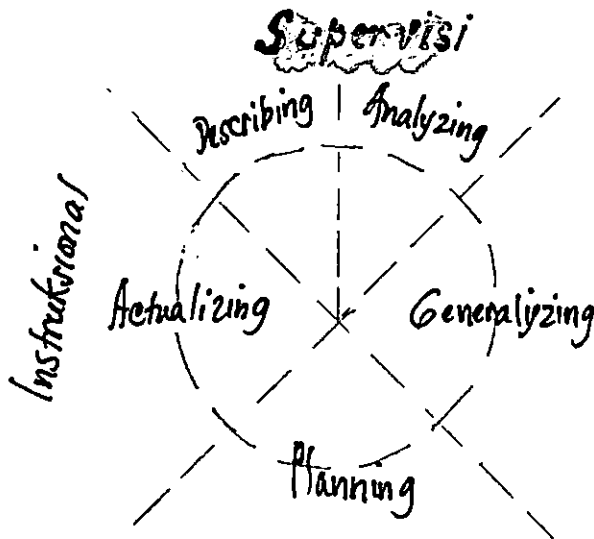 Supervisi
Describing
Analyzing
Instruksional
Actualizing
Generalyzing
Planning